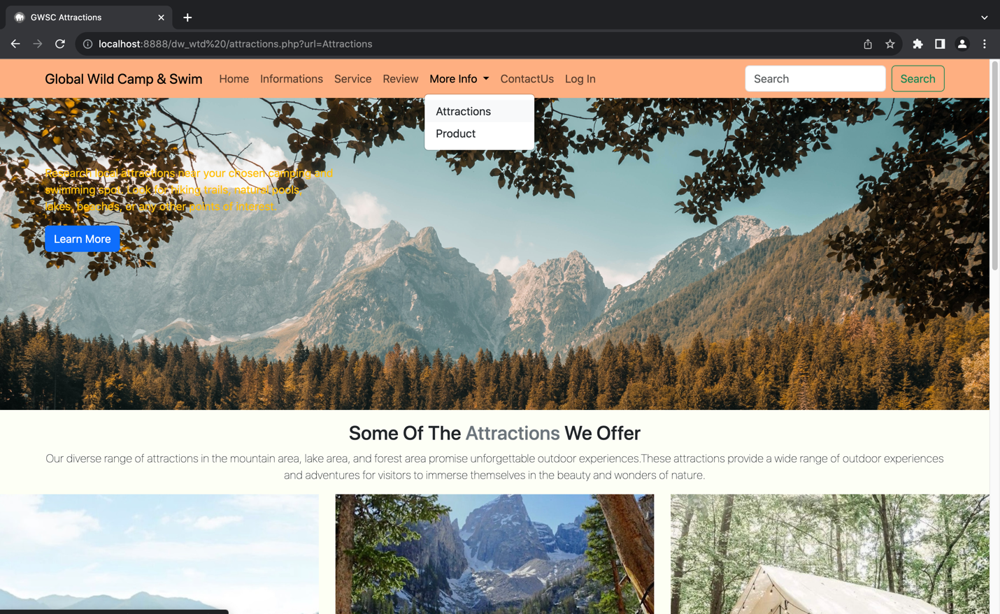 GWSC Attractions
localhost:8888/dw_wtd%20/attractions.php?url=Attractions
Global Wild Camp & Swim Home Informations Service Review More Info ContactUs Log In Search Search
Attractions
Product
Research local attractions near your chosen camping and
swimming spot. Look for hiking trails, natural pools,
lakes, beaches, or any other points of interest.
Learn More
Some Of The Attractions We Offer
Our diverse range of attractions in the mountain area, lake area, and forest area promise unforgettable outdoor experiences.These attractions provide a wide range of outdoor experiences
and adventures for visitors to immerse themselves in the beauty and wonders of nature.